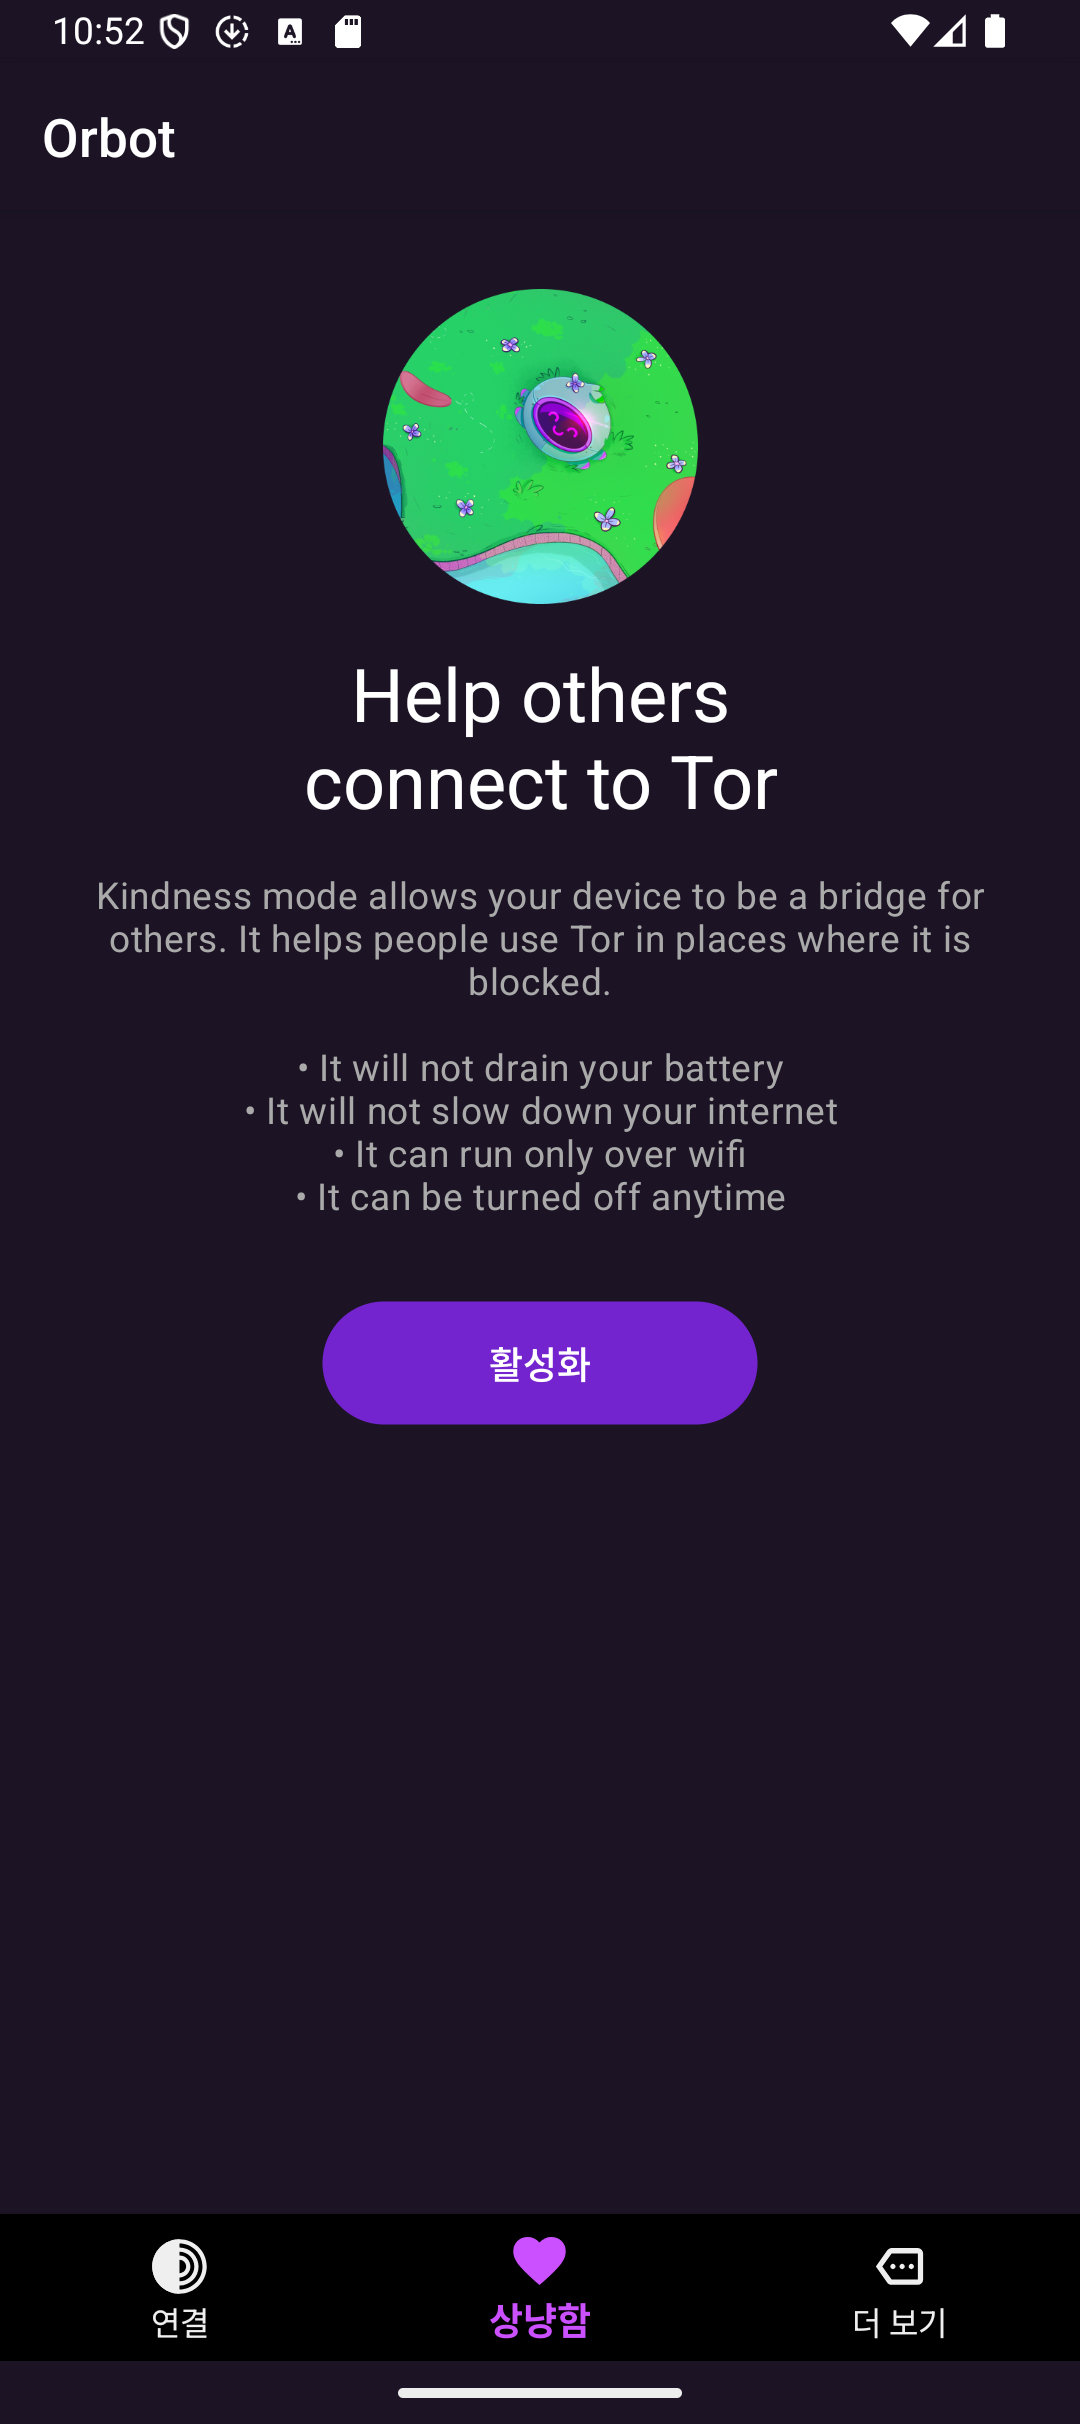 10:52
Orbot
Help others
connect to Tor
Kindness mode allows your device to be a bridge for
others. It helps people use Tor in places where it is
blocked.
• It will not drain your battery
• It will not slow down your internet
• It can run only over wifi
• It can be turned off anytime
활성화
연결
상냥함
더 보기